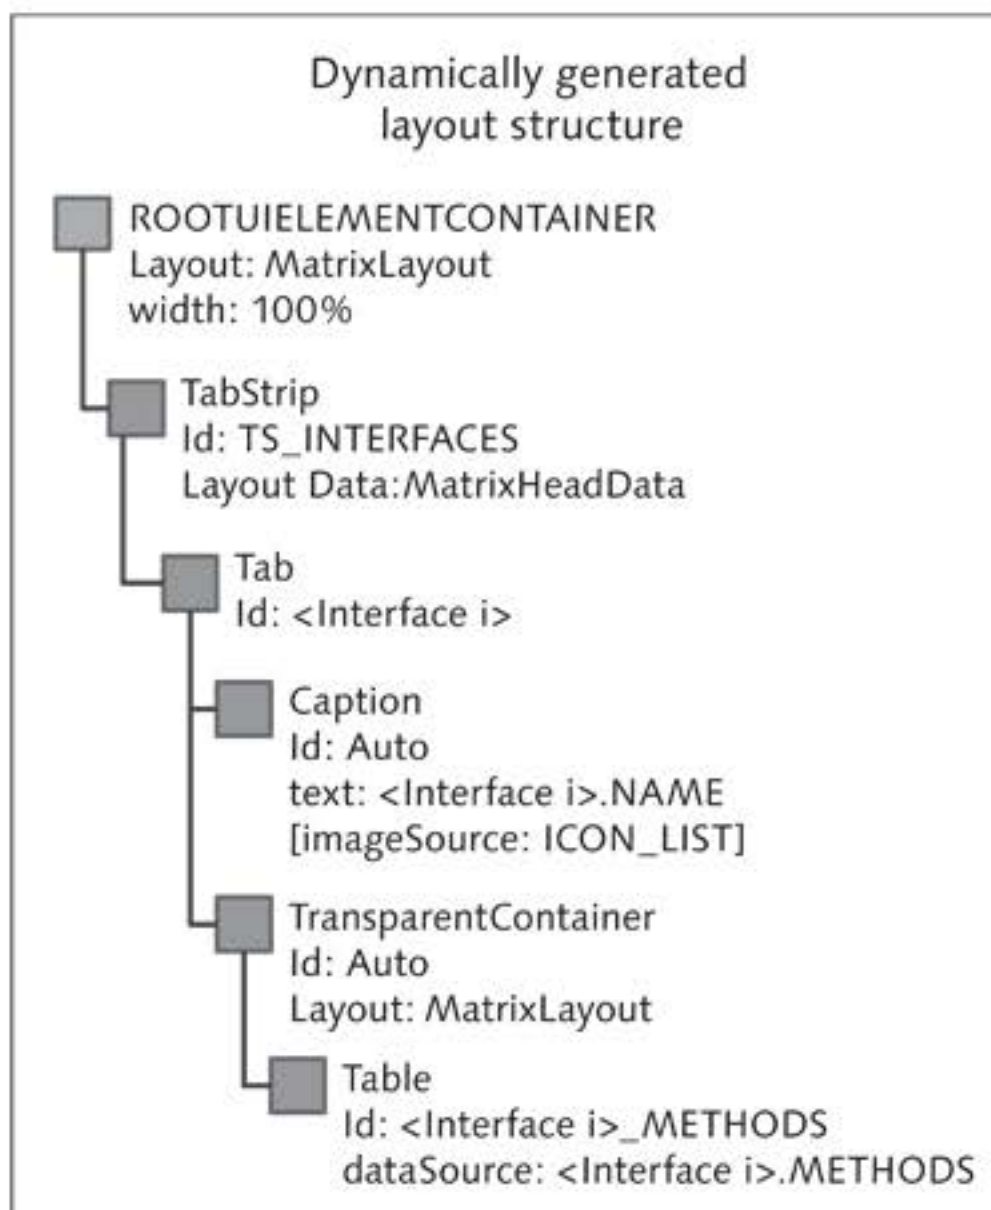 Dynamically generated
layout structure
ROOTUIELEMENTCONTAINER
Layout: MatrixLayout
width: 100%
TabStrip
Id: TS_INTERFACES
Layout Data:MatrixHeadData
Tab
Id: <Interface i>
Caption
Id: Auto
text: <Interface i>.NAME
[imageSource: ICON_LIST]
TransparentContainer
Id: Auto
Layout: MatrixLayout
Table
Id: <Interface i>_METHODS
dataSource: <Interface i>.METHODS